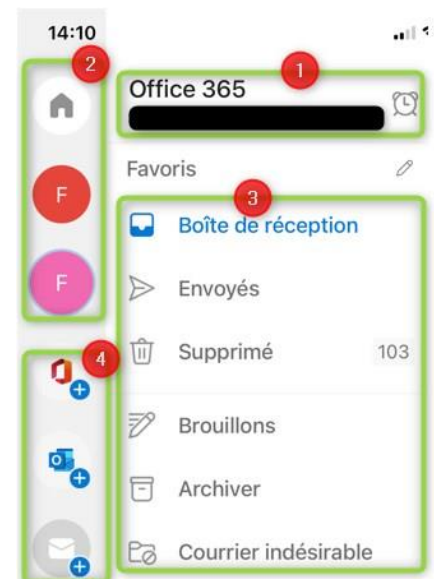 14:10
2
1
Office 365
Favoris
F
3
Boîte de réception
F
Envoyés
4
Supprimé 103
Brouillons
Archiver
Courrier indésirable